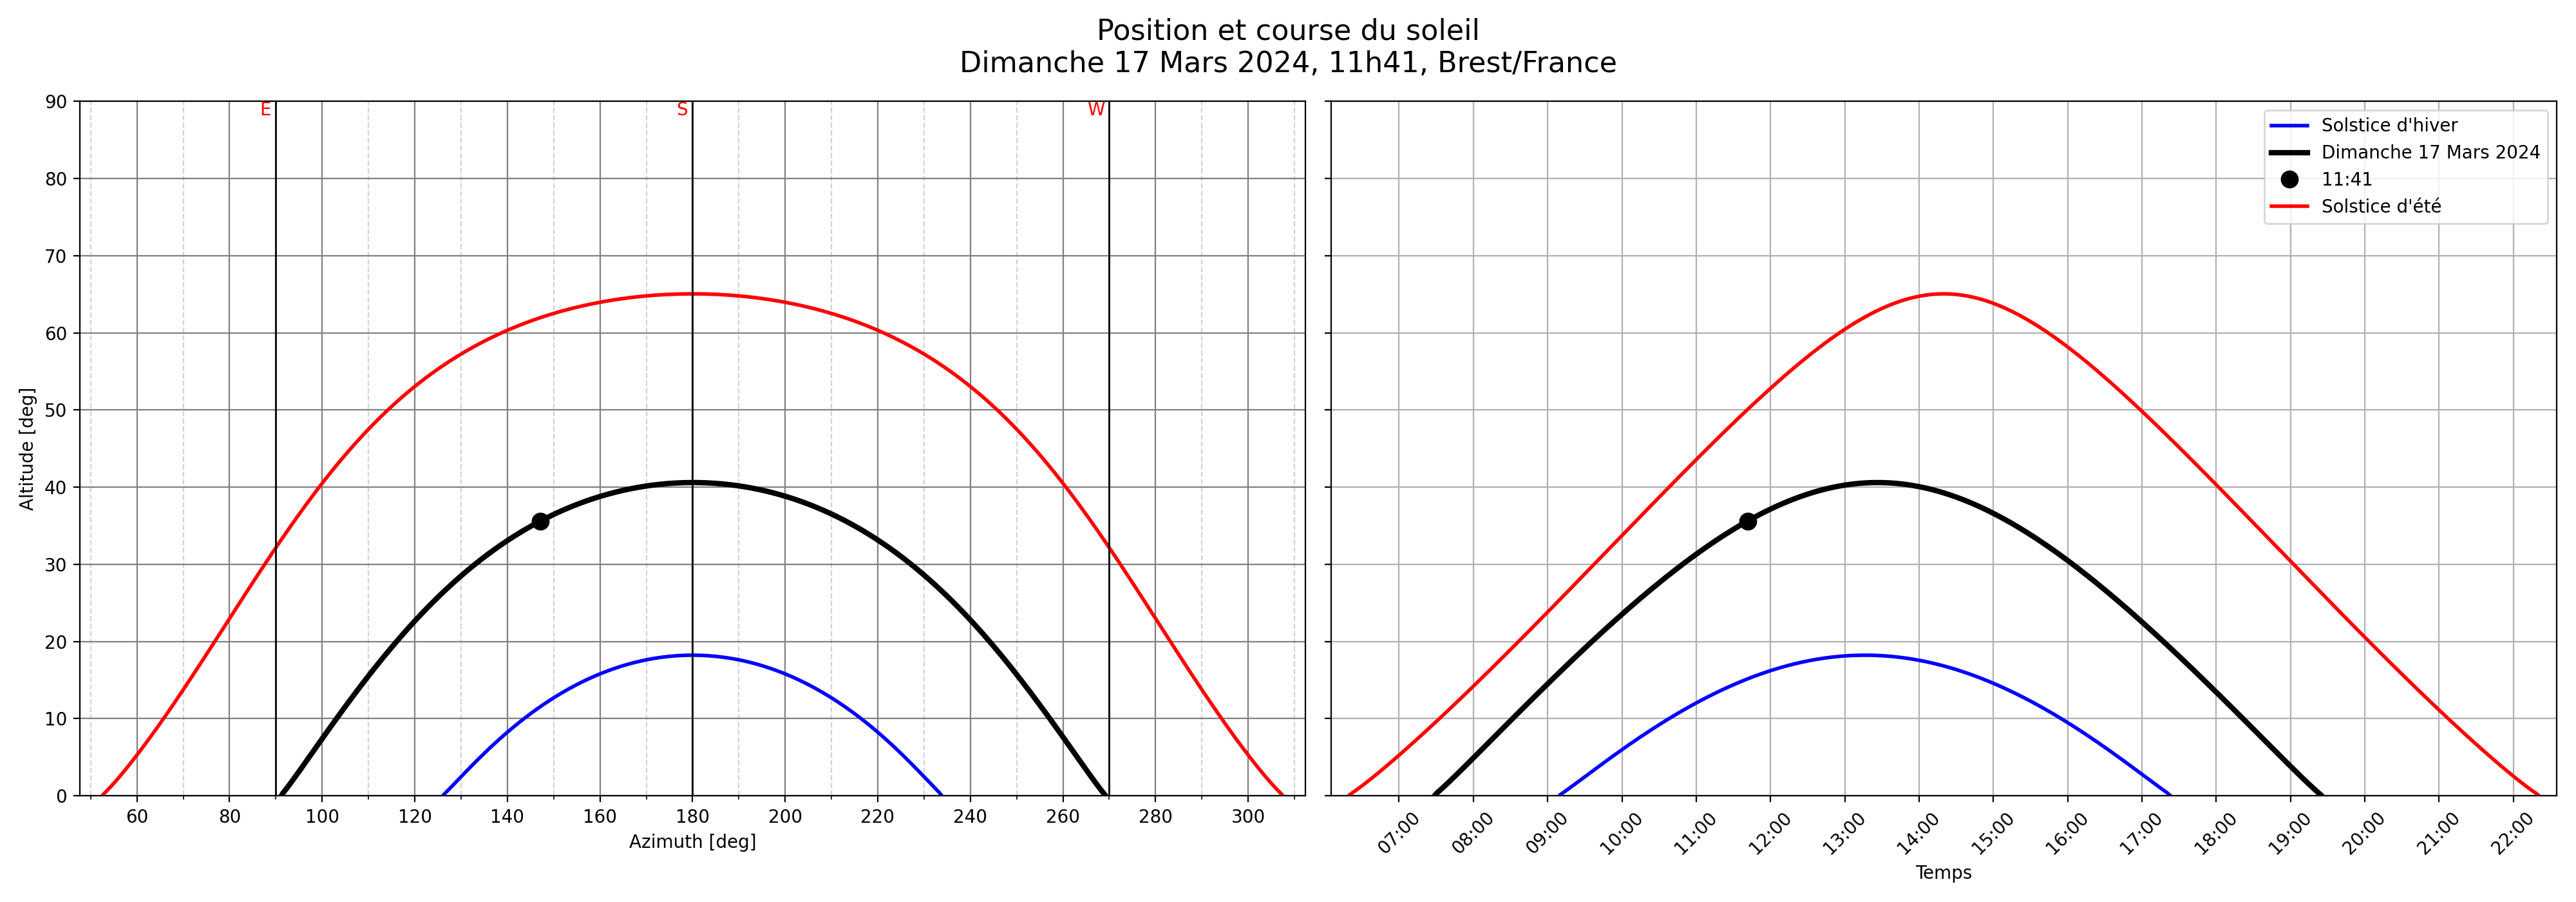 Position et course du soleil
Dimanche 17 Mars 2024, 11h41, Brest/France
E
S
W
90
80
70
60
50
40
30
20
10
0
Altitude [deg]
60 80 100 120 140 160 180 200 220 240 260 280 300
Azimuth [deg]
Solstice d'hiver
Dimanche 17 Mars 2024
11:41
Solstice d'été
07:00 08:00 09:00 10:00 11:00 12:00 13:00 14:00 15:00 16:00 17:00 18:00 19:00 20:00 21:00 22:00
Temps